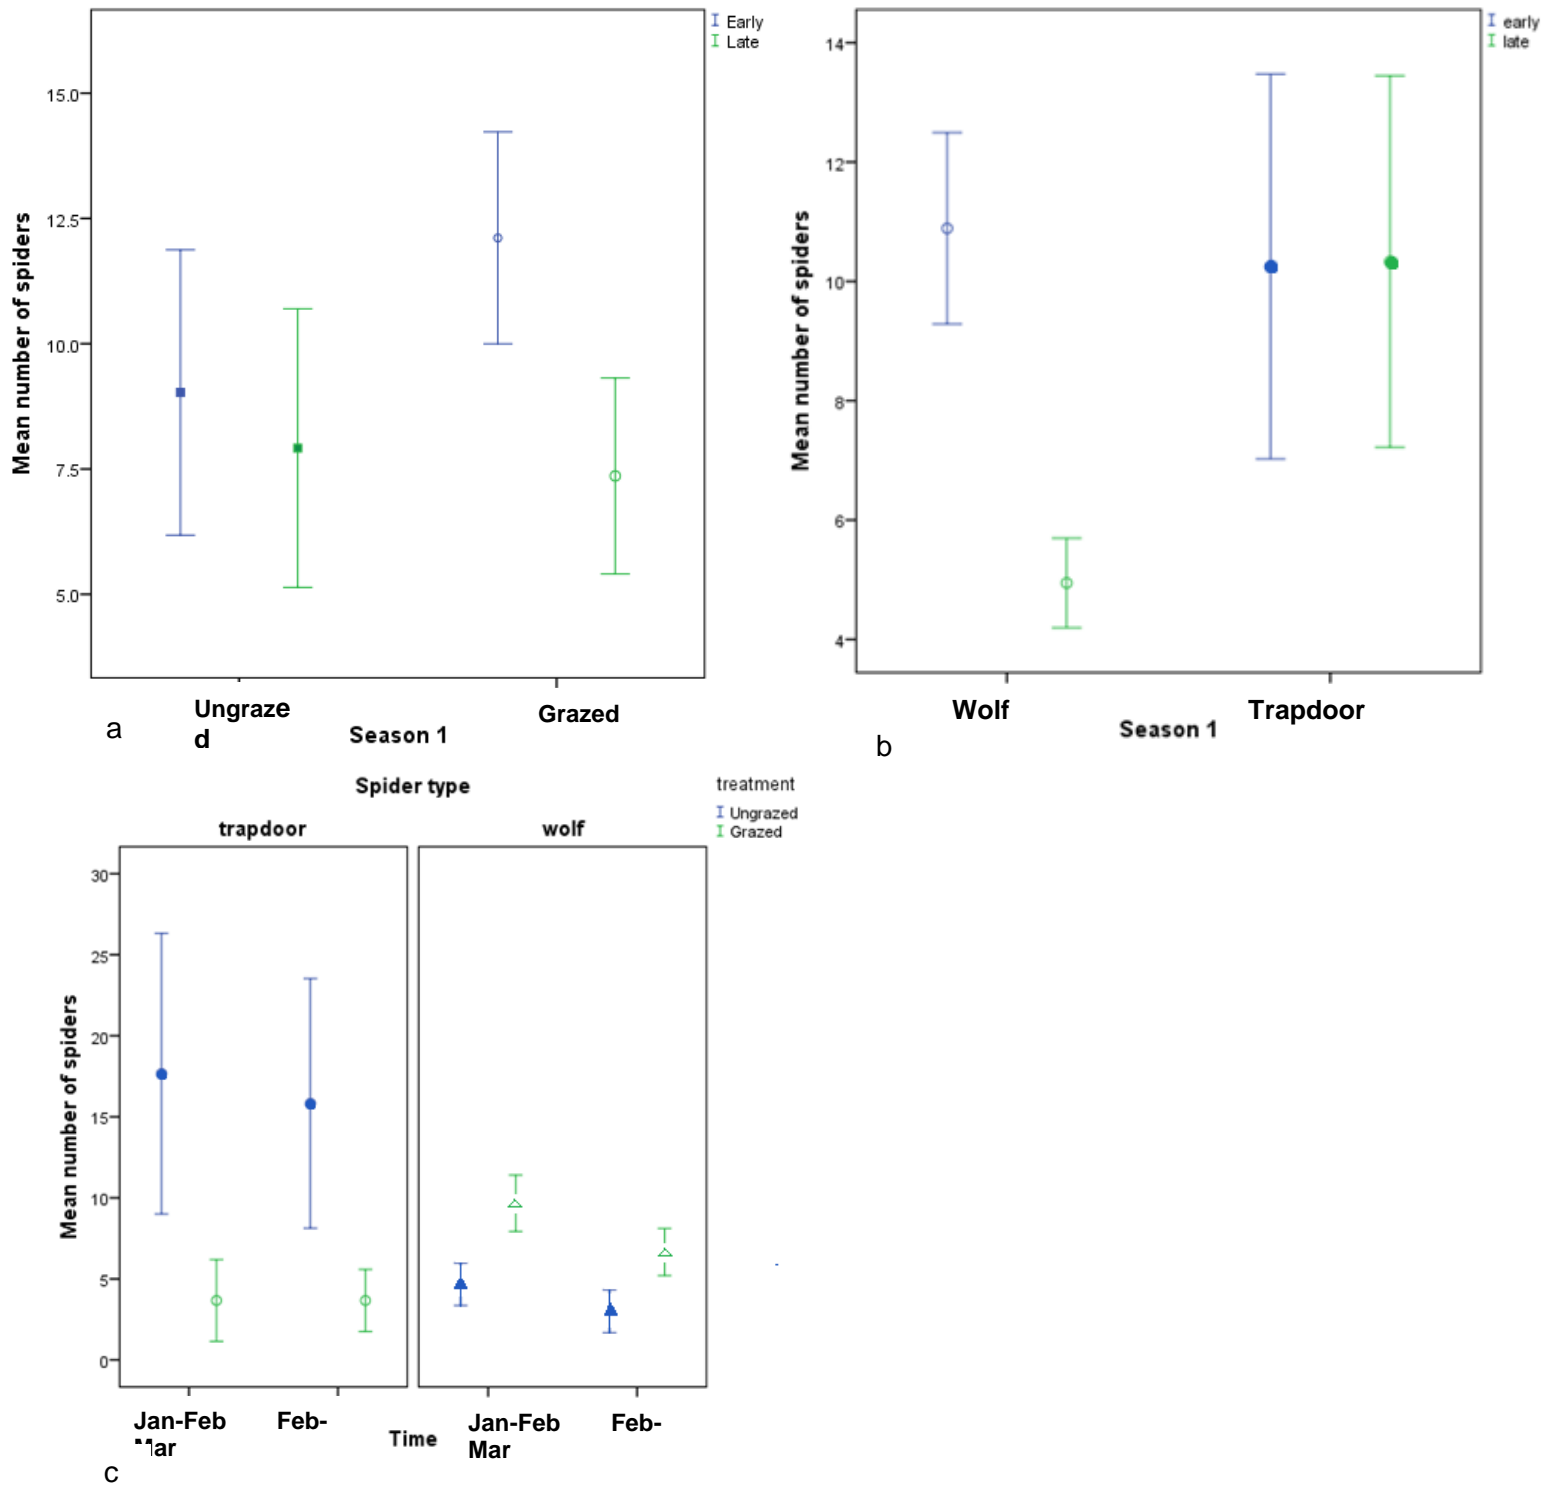 Early
Late
15.0
12.5
10.0
7.5
5.0
Mean number of spiders
Ungraze
d
Grazed
Season 1
a
early
late
14
12
10
8
6
4
Mean number of spiders
Wolf
Trapdoor
Season 1
b
Spider type
treatment
Ungrazed
Grazed
trapdoor
wolf
30
25
20
15
10
5
0
Mean number of spiders
Jan-Feb Feb-
Mar
Time
Jan-Feb Feb-
Mar
c